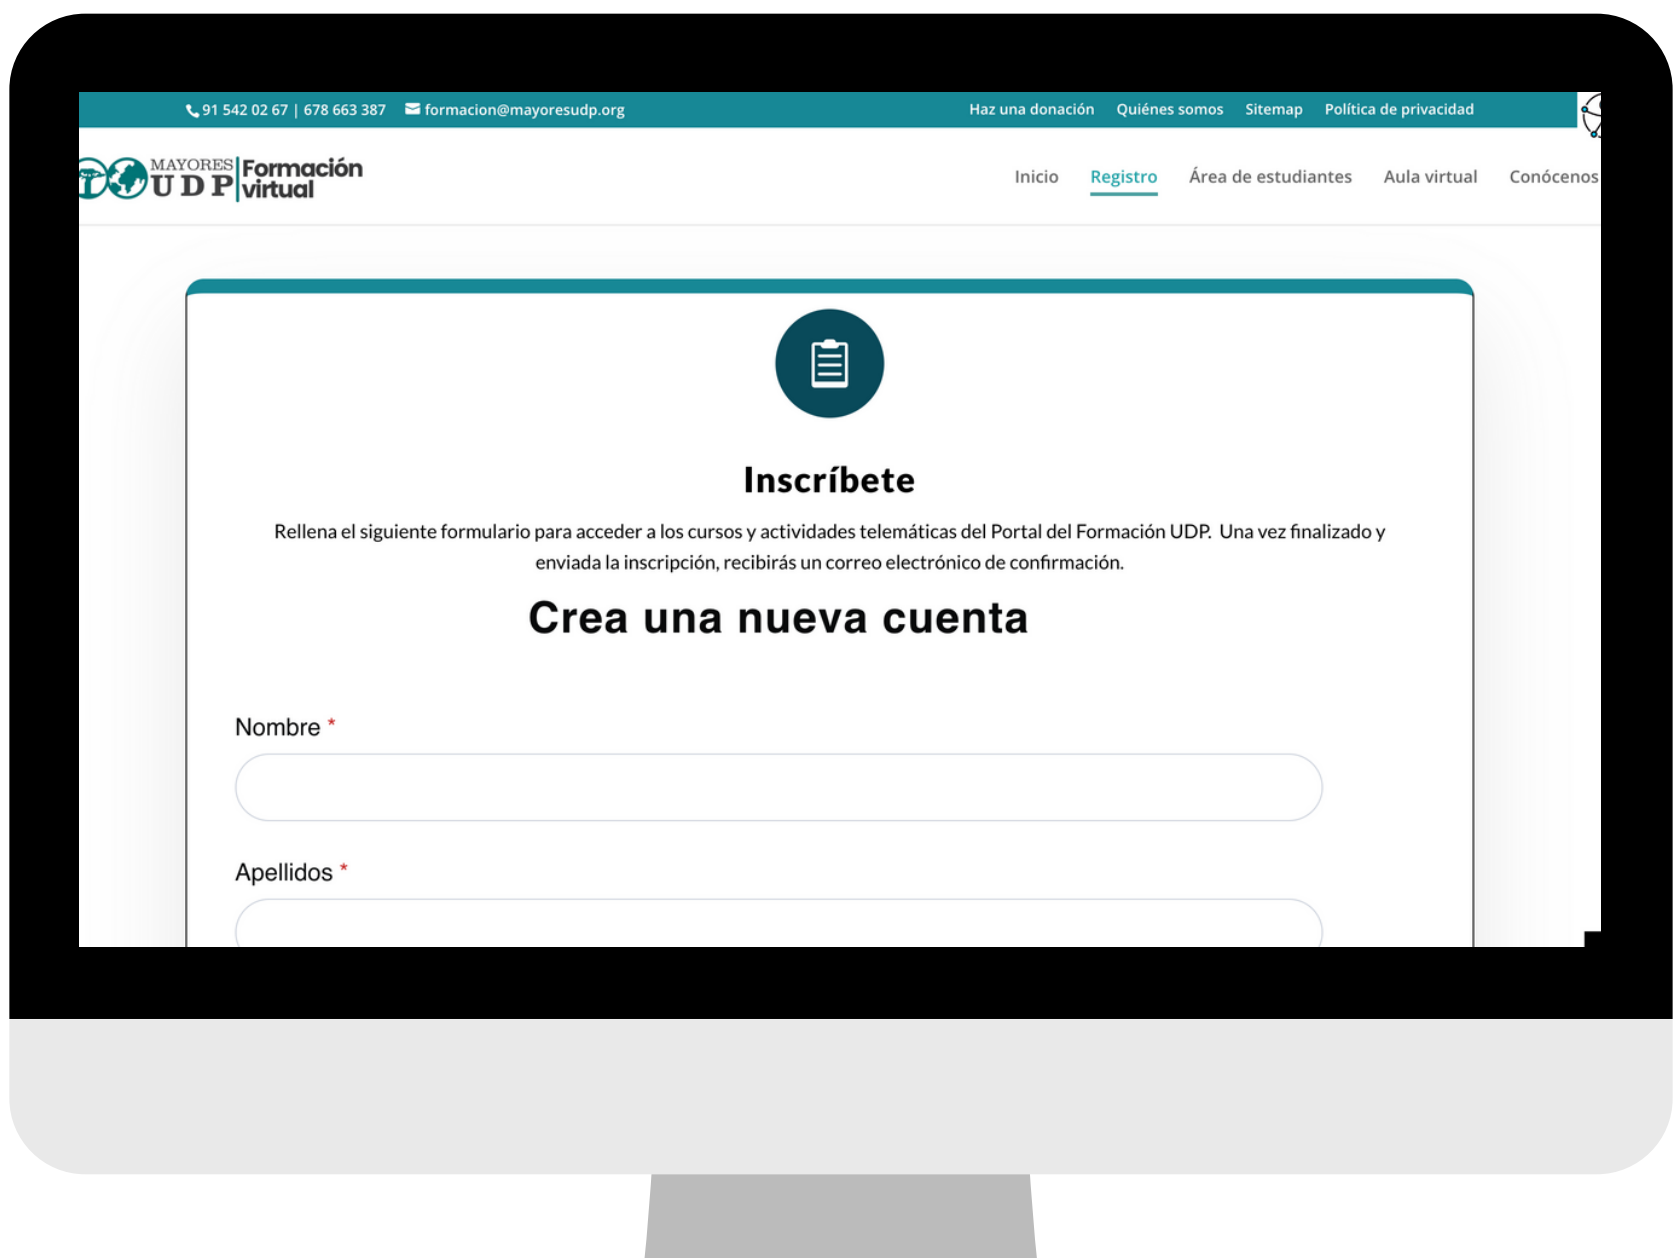 91 542 02 67 | 678 663 387 formacion@mayoresudp.org Haz una donación Quiénes somos Sitemap Política de privacidad
MAYORES UDP Formación virtual
Inicio Registro Área de estudiantes Aula virtual Conócenos
Inscríbete
Rellena el siguiente formulario para acceder a los cursos y actividades telemáticas del Portal del Formación UDP. Una vez finalizado y
enviada la inscripción, recibirás un correo electrónico de confirmación.
Crea una nueva cuenta
Nombre *
Apellidos *